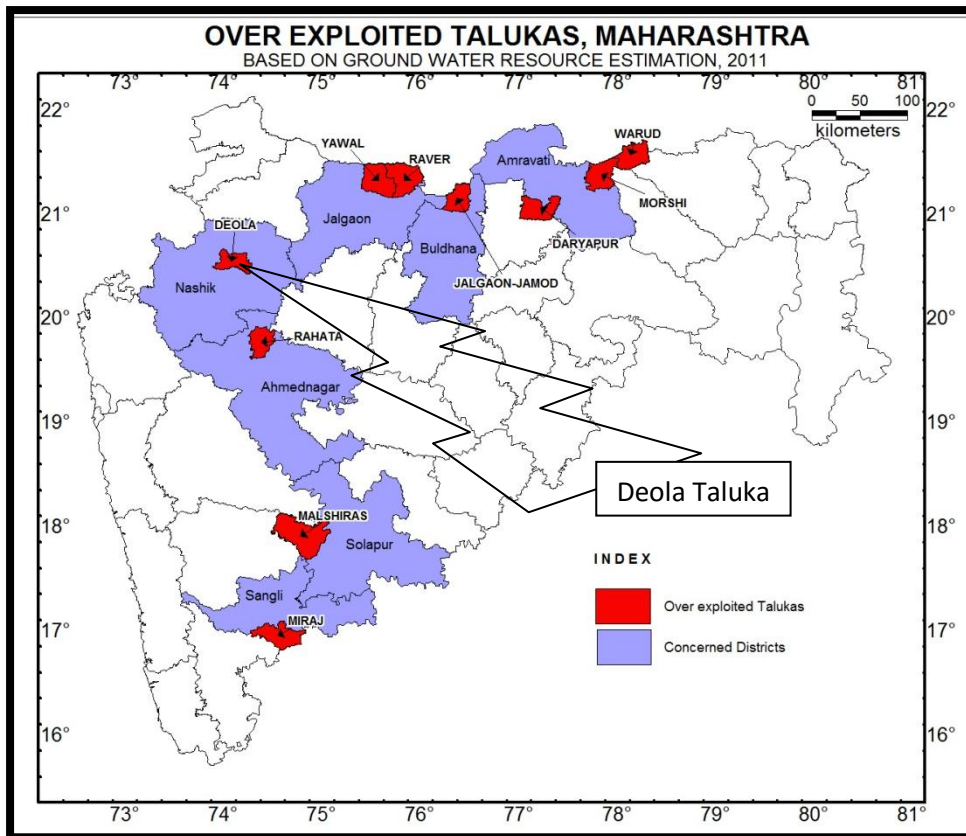 OVER EXPLOITED TALUKAS, MAHARASHTRA
BASED ON GROUND WATER RESOURCE ESTIMATION, 2011
73° 74° 75° 76° 77° 78° 79° 80° 81°
0 50 100
kilometers
22° 22°
WARUD
YAWAL
RAVER
Amravati
MORSHI
21° 21°
Jalgaon
DEOLA
DARYAPUR
Buldhana
JALGAON-JAMOD
Nashik
20° 20°
RAHATA
Ahmednagar
19° 19°
Deola Taluka
MALSHIRAS
18° 18°
Solapur
INDEX
Sangli
Over exploited Talukas
MIRAJ
17° 17°
Concerned Districts
16° 16°
73° 74° 75° 76° 77° 78° 79° 80° 81°